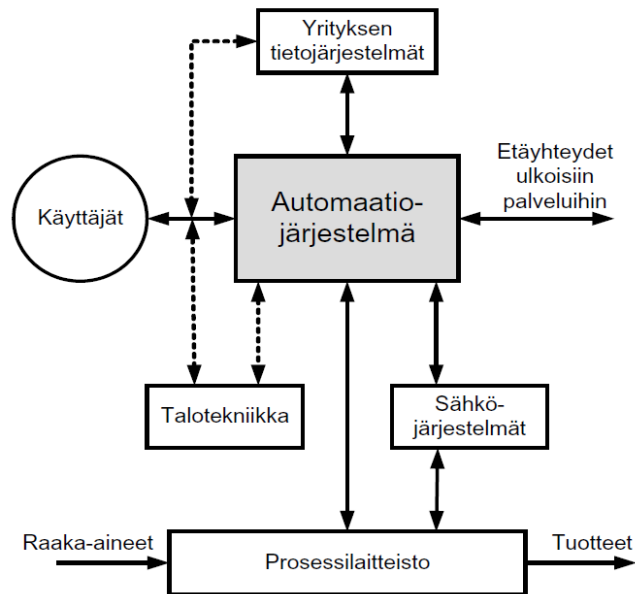 Yrityksen
tietojärjestelmät
Etäyhteydet
ulkoisiin
palveluihin
Käyttäjät
Automaatio-
järjestelmä
Talotekniikka
Sähkö-
järjestelmät
Raaka-aineet
Prosessilaitteisto
Tuotteet